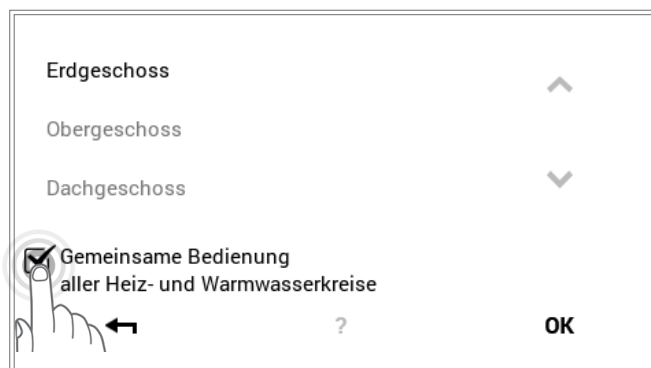 Erdgeschoss
Obergeschoss
Dachgeschoss
Gemeinsame Bedienung
aller Heiz- und Warmwasserkreise
? OK